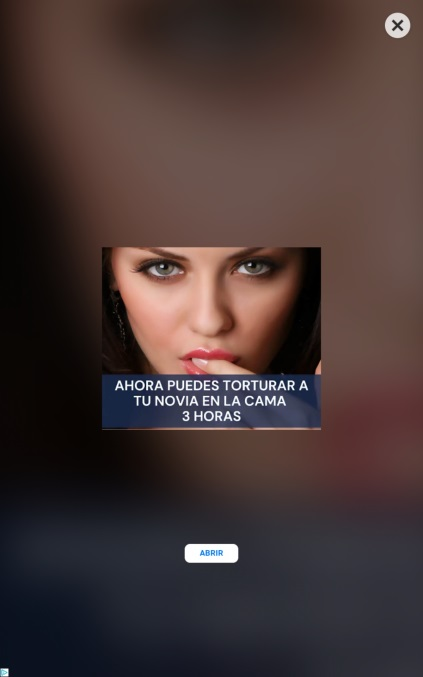 AHORA PUEDES TORTURAR A
TU NOVIA EN LA CAMA
3 HORAS
ABRIR